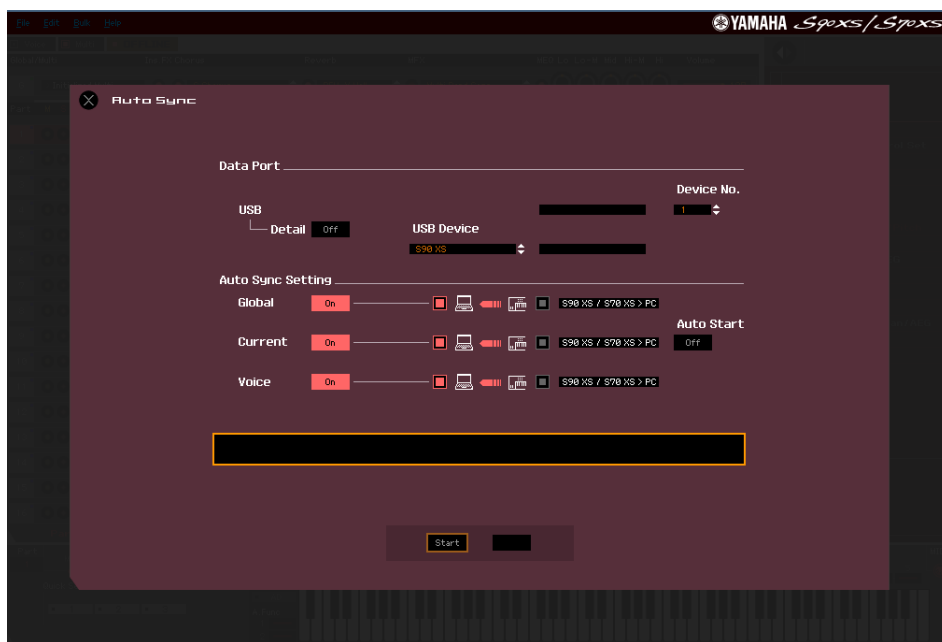 File Edit Bulk Help
YAMAHA S90XS/S70XS
Auto Sync
Data Port
Device No.
USB
1
Detail Off
USB Device
S90 XS
Auto Sync Setting
Global On S90 XS / S70 XS > PC
Auto Start
Current On S90 XS / S70 XS > PC Off
Voice On S90 XS / S70 XS > PC
Start